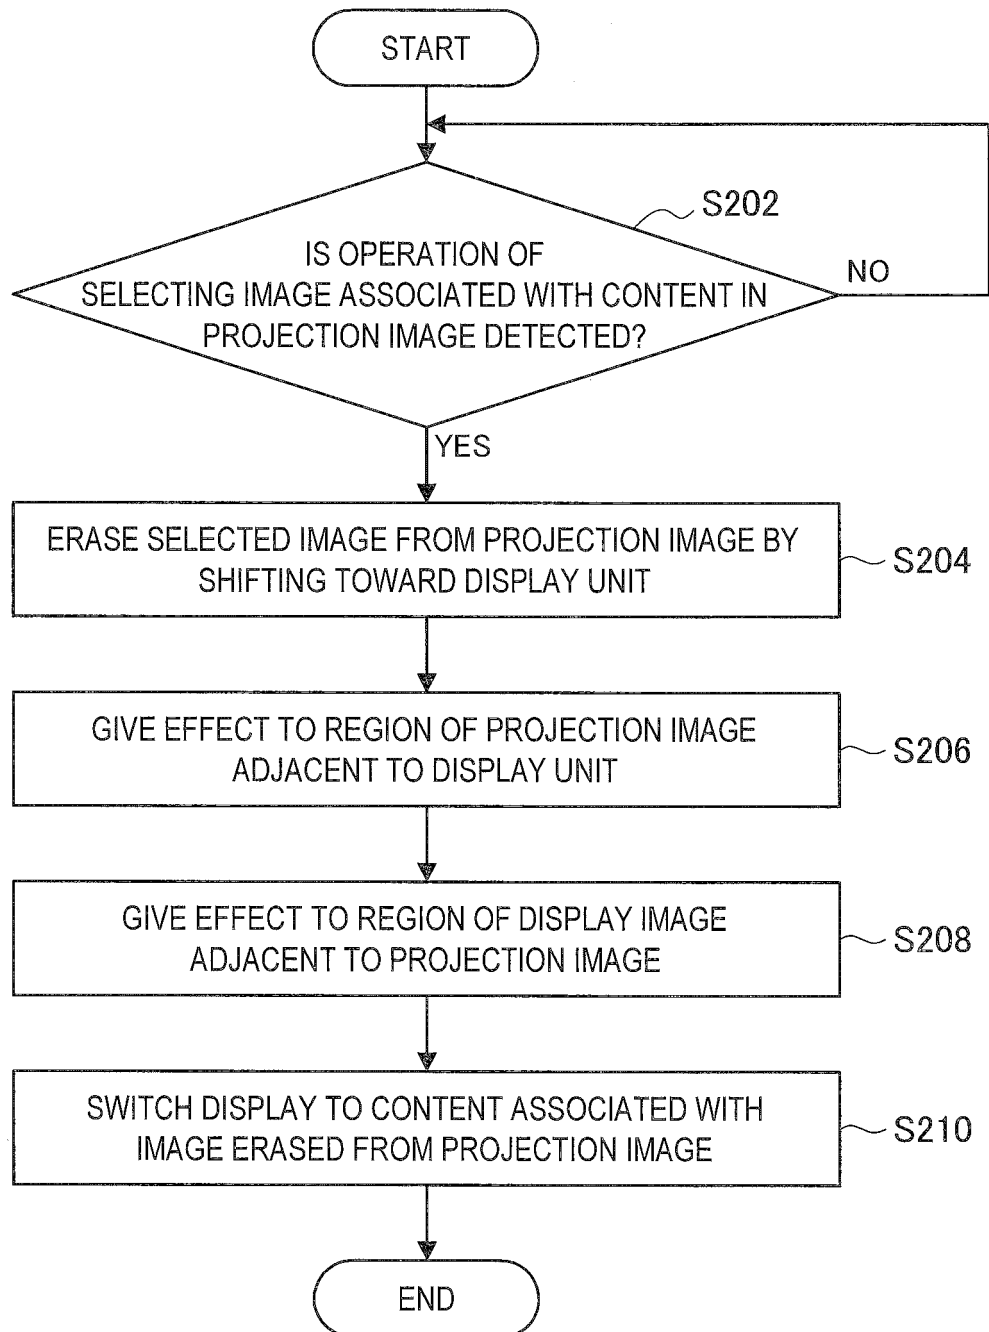 START
S202
IS OPERATION OF
SELECTING IMAGE ASSOCIATED WITH CONTENT IN
PROJECTION IMAGE DETECTED?
NO
YES
ERASE SELECTED IMAGE FROM PROJECTION IMAGE BY
SHIFTING TOWARD DISPLAY UNIT
S204
GIVE EFFECT TO REGION OF PROJECTION IMAGE
ADJACENT TO DISPLAY UNIT
S206
GIVE EFFECT TO REGION OF DISPLAY IMAGE
ADJACENT TO PROJECTION IMAGE
S208
SWITCH DISPLAY TO CONTENT ASSOCIATED WITH
IMAGE ERASED FROM PROJECTION IMAGE
S210
END